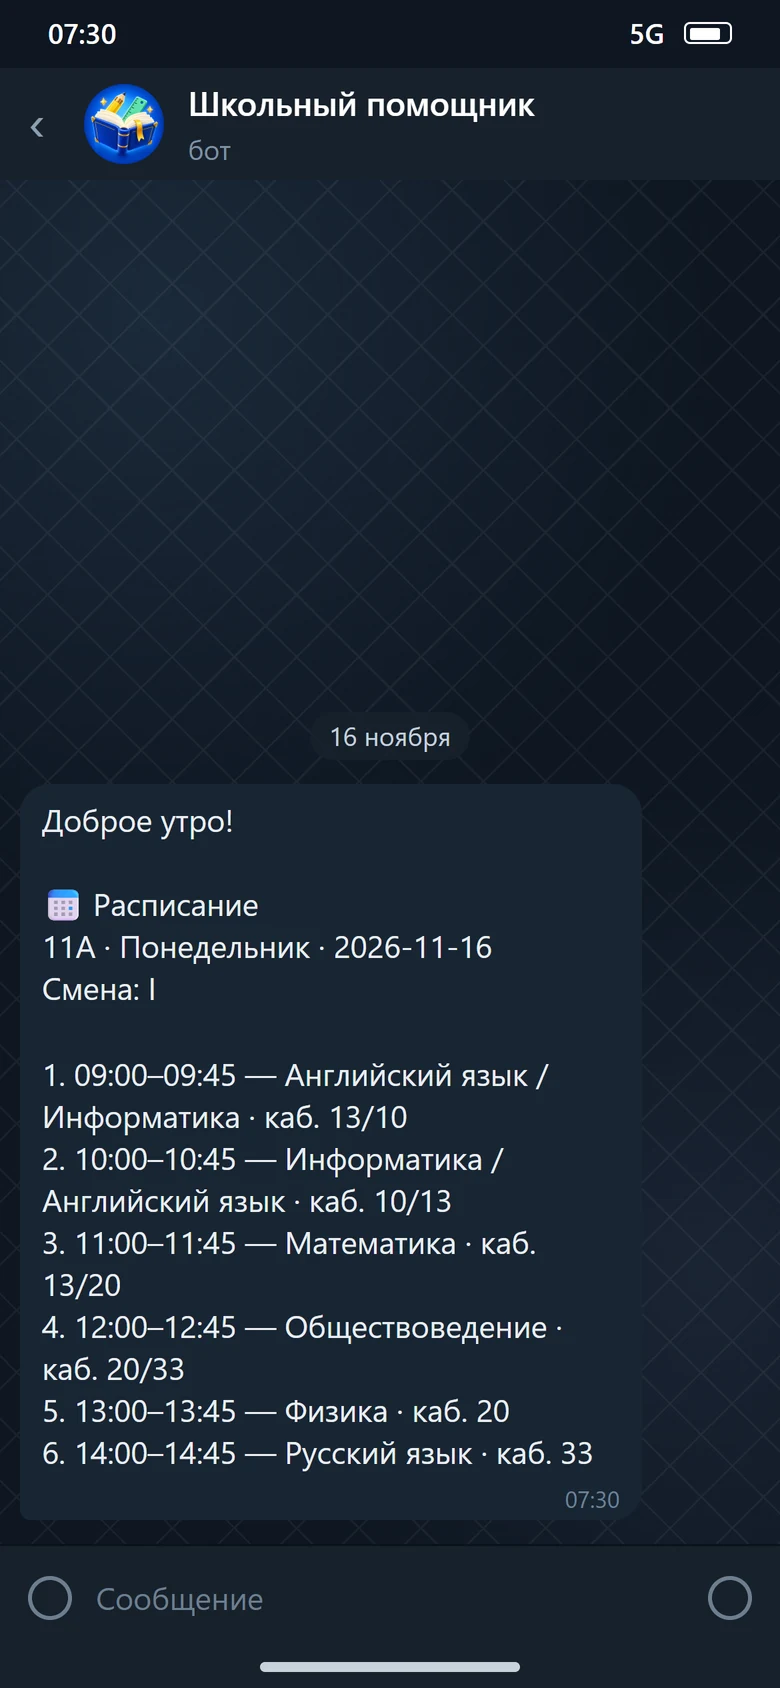 07:30
5G
‹
Школьный помощник
бот
16 ноября
Доброе утро!
Расписание
11А · Понедельник · 2026-11-16
Смена: I
1. 09:00–09:45 — Английский язык /
Информатика · каб. 13/10
2. 10:00–10:45 — Информатика /
Английский язык · каб. 10/13
3. 11:00–11:45 — Математика · каб.
13/20
4. 12:00–12:45 — Обществоведение ·
каб. 20/33
5. 13:00–13:45 — Физика · каб. 20
6. 14:00–14:45 — Русский язык · каб. 33
07:30
Сообщение